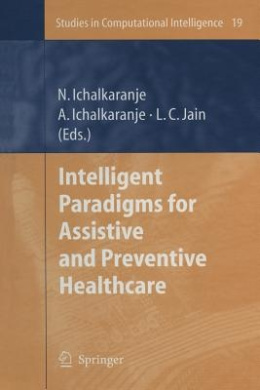 Studies in Computational Intelligence 19
N. Ichalkaranje
A. Ichalkaranje · L. C. Jain
(Eds.)
Intelligent
Paradigms for
Assistive
and Preventive
Healthcare
Springer